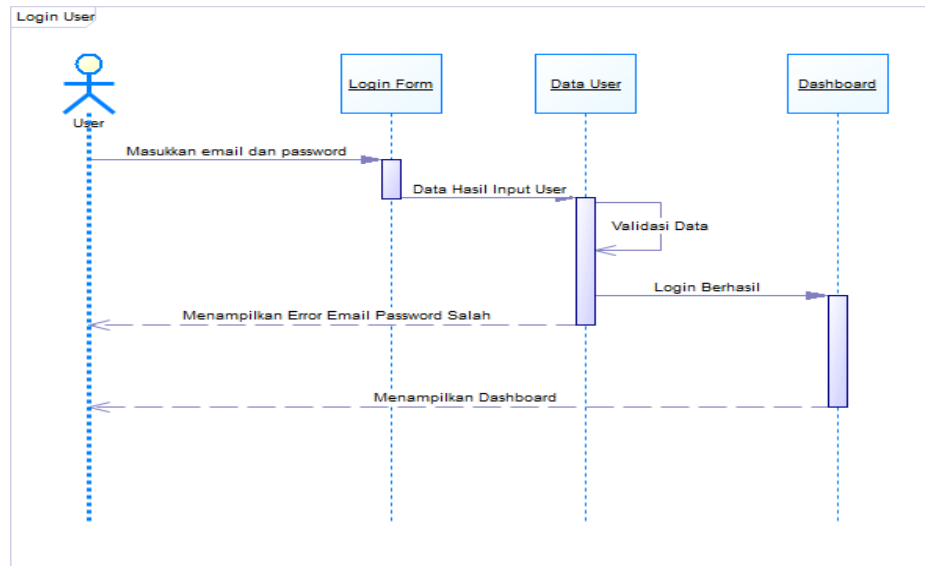 Login User
User
Login Form
Data User
Dashboard
Masukkan email dan password
Data Hasil Input User
Validasi Data
Login Berhasil
Menampilkan Error Email Password Salah
Menampilkan Dashboard